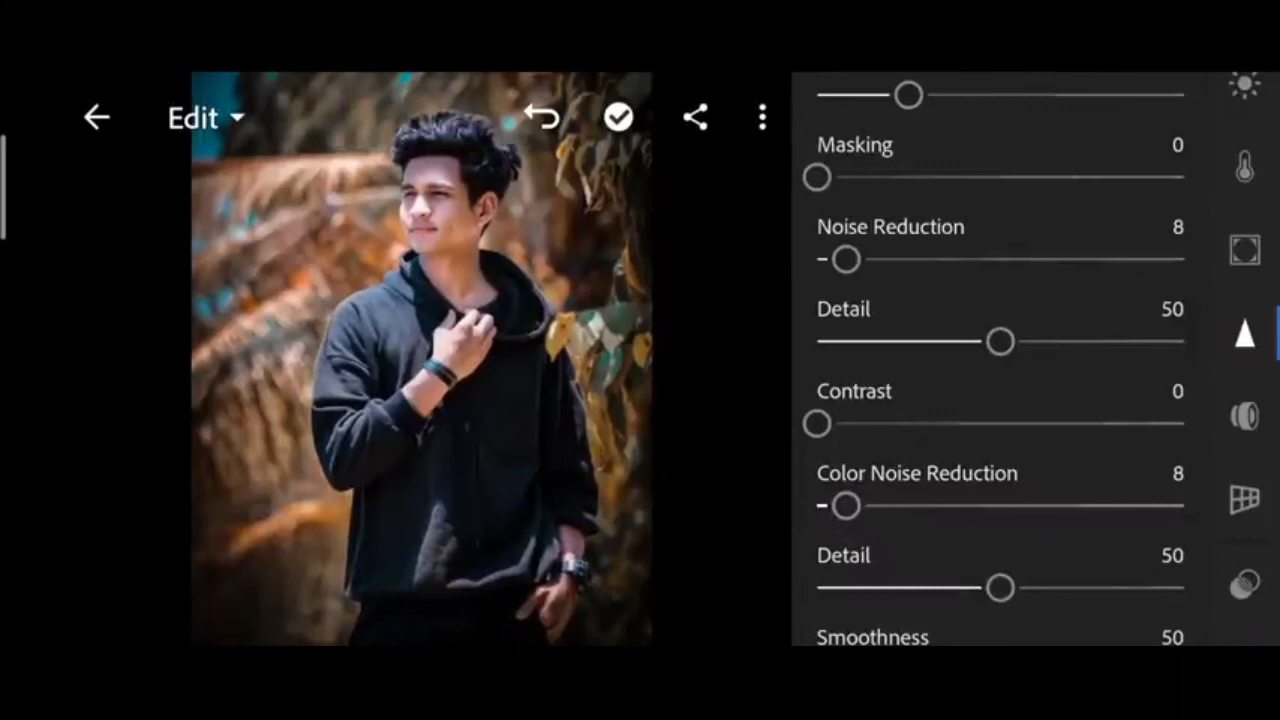 Edit
Masking 0
Noise Reduction 8
Detail 50
Contrast 0
Color Noise Reduction 8
Detail 50
Smoothness 50